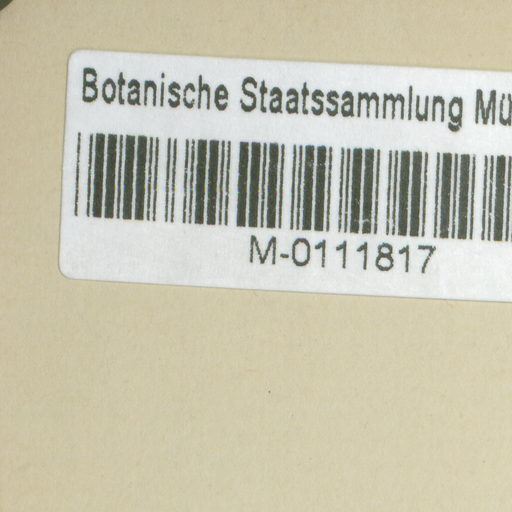 Botanische Staatssammlung Mü
M-0111817